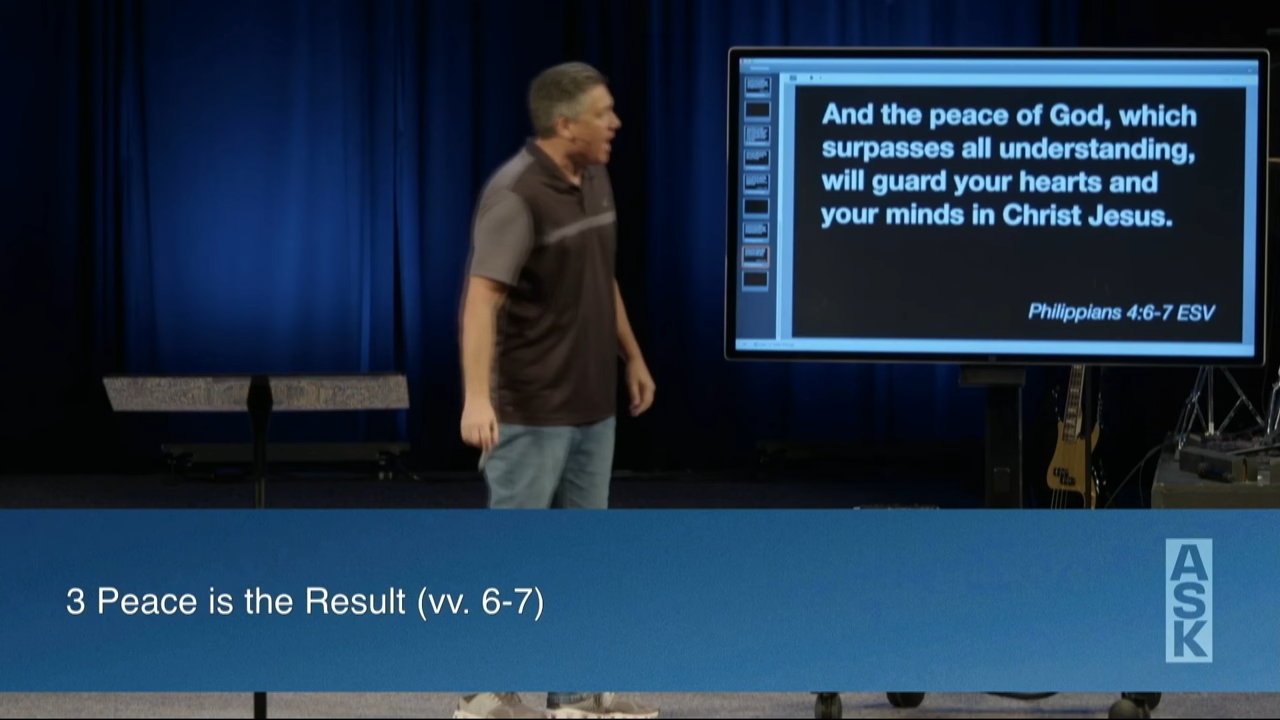 And the peace of God, which
surpasses all understanding,
will guard your hearts and
your minds in Christ Jesus.
Philippians 4:6-7 ESV
3 Peace is the Result (vv. 6-7)
ASK